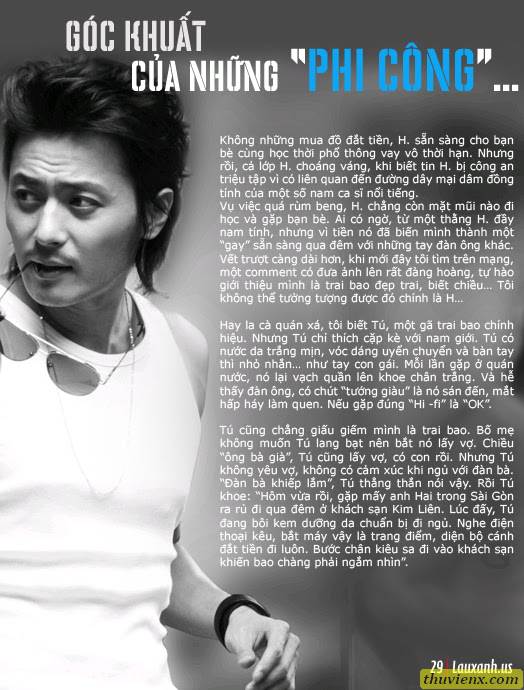 GÓC KHUẤT
CỦA NHỮNG “PHI CÔNG”...
Không những mua đồ đắt tiền, H. sẵn sàng cho bạn
bè cùng học thời phổ thông vay vô thời hạn. Nhưng
rồi, cả lớp H. choáng váng, khi biết tin H. bị công an
triệu tập vì có liên quan đến đường dây mại dâm đồng
tính của một số nam ca sĩ nổi tiếng.
Vụ việc quá rùm beng, H. chẳng còn mặt mũi nào đi
học và gặp bạn bè. Ai có ngờ, từ một thằng H. đầy
nam tính, nhưng vì tiền nó đã biến mình thành một
“gay” sẵn sàng qua đêm với những tay đàn ông khác.
Vết trượt càng dài hơn, khi mới đây tôi tìm trên mạng,
một comment có đưa ảnh lên rất đàng hoàng, tự hào
giới thiệu mình là trai bao đẹp trai, biết chiều... Tôi
không thể tưởng tượng được đó chính là H...
Hay la cà quán xá, tôi biết Tú, một gã trai bao chính
hiệu. Nhưng Tú chỉ thích cặp kè với nam giới. Tú có
nước da trắng mịn, vóc dáng uyển chuyển và bàn tay
thì nhỏ nhắn... như tay con gái. Mỗi lần gặp ở quán
nước, nó lại vạch quần lên khoe chân trắng. Và hễ
thấy đàn ông, có chút “tướng giàu” là nó sán đến, mắt
hấp háy làm quen. Nếu gặp đúng “Hi -fi” là “OK”.
Tú cũng chẳng giấu giếm mình là trai bao. Bố mẹ
không muốn Tú lang bạt nên bắt nó lấy vợ. Chiều
“ông bà già”, Tú cũng lấy vợ, có con rồi. Nhưng Tú
không yêu vợ, không có cảm xúc khi ngủ với đàn bà.
“Đàn bà khiếp lắm”, Tú thẳng thắn nói vậy. Rồi Tú
khoe: “Hôm vừa rồi, gặp mấy anh Hai trong Sài Gòn
ra rủ đi qua đêm ở khách sạn Kim Liên. Lúc đấy, Tú
đang bôi kem dưỡng da chuẩn bị đi ngủ. Nghe điện
thoại kêu, bắt máy vậy là trang điểm, diện bộ cánh
đắt tiền đi luôn. Bước chân kiêu sa đi vào khách sạn
khiến bao chàng phải ngắm nhìn”.
29 Lauxanh.us
thuvienx.com